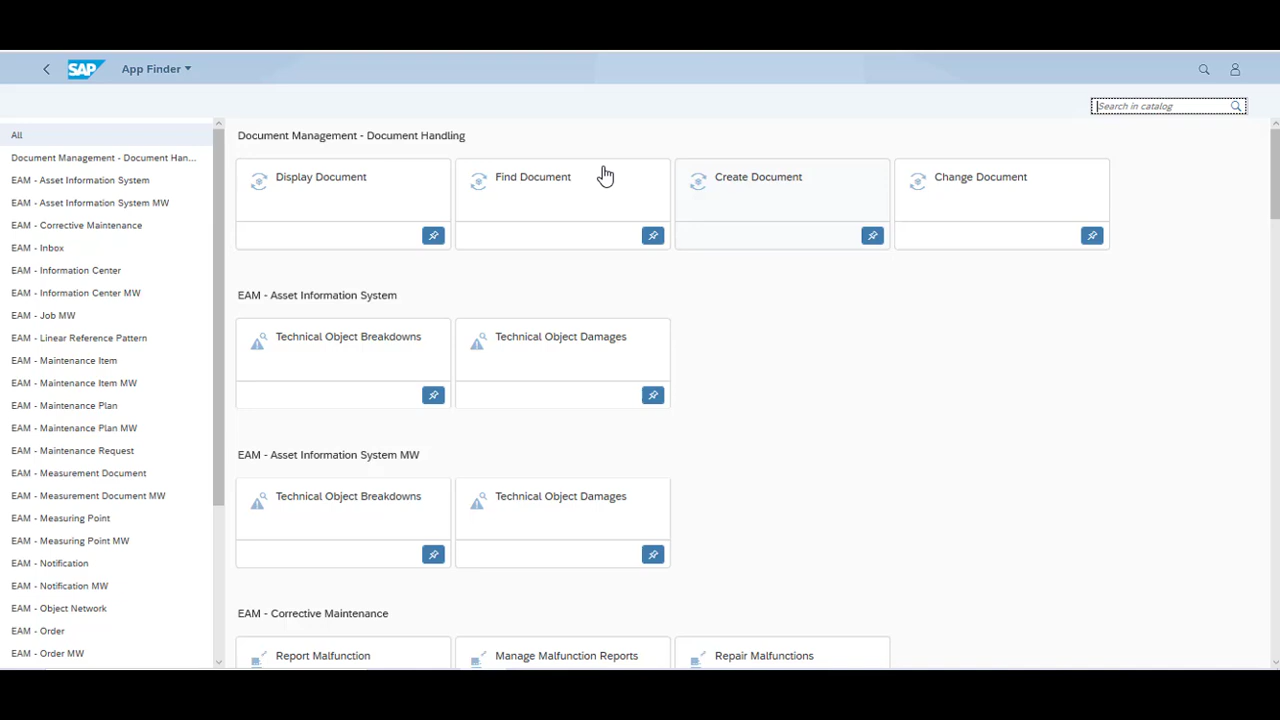 SAP App Finder
Search in catalog
All
Document Management - Document Han...
EAM - Asset Information System
EAM - Asset Information System MW
EAM - Corrective Maintenance
EAM - Inbox
EAM - Information Center
EAM - Information Center MW
EAM - Job MW
EAM - Linear Reference Pattern
EAM - Maintenance Item
EAM - Maintenance Item MW
EAM - Maintenance Plan
EAM - Maintenance Plan MW
EAM - Maintenance Request
EAM - Measurement Document
EAM - Measurement Document MW
EAM - Measuring Point
EAM - Measuring Point MW
EAM - Notification
EAM - Notification MW
EAM - Object Network
EAM - Order
EAM - Order MW
Document Management - Document Handling
Display Document
Find Document
Create Document
Change Document
EAM - Asset Information System
Technical Object Breakdowns
Technical Object Damages
EAM - Asset Information System MW
Technical Object Breakdowns
Technical Object Damages
EAM - Corrective Maintenance
Report Malfunction
Manage Malfunction Reports
Repair Malfunctions